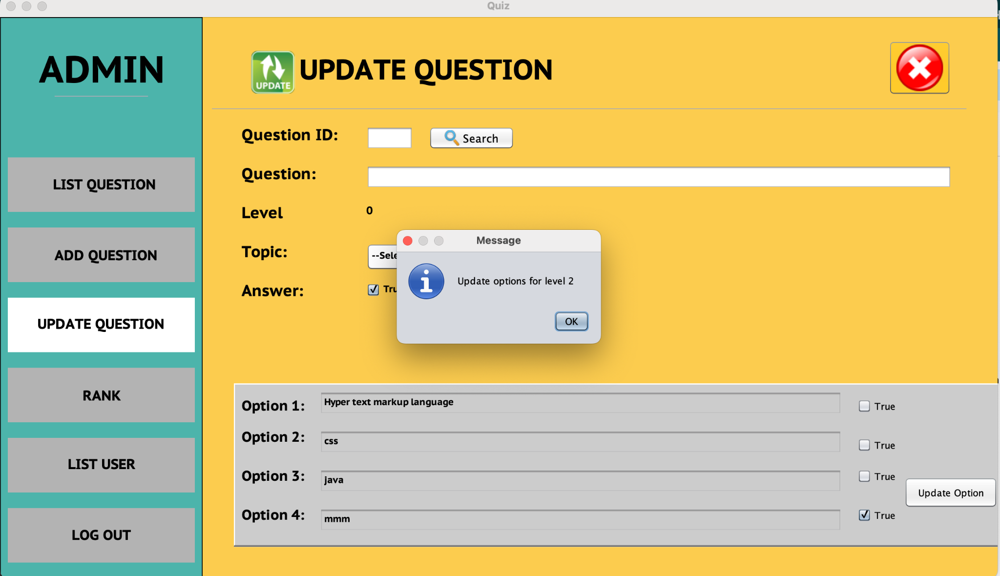 Quiz
ADMIN
LIST QUESTION
ADD QUESTION
UPDATE QUESTION
RANK
LIST USER
LOG OUT
UPDATE
UPDATE QUESTION
Question ID:
Search
Question:
Level
0
Topic:
--Sele
Answer:
Tru
Message
Update options for level 2
OK
Option 1:
Hyper text markup language
True
Option 2:
css
True
Option 3:
java
True
Update Option
Option 4:
mmm
True